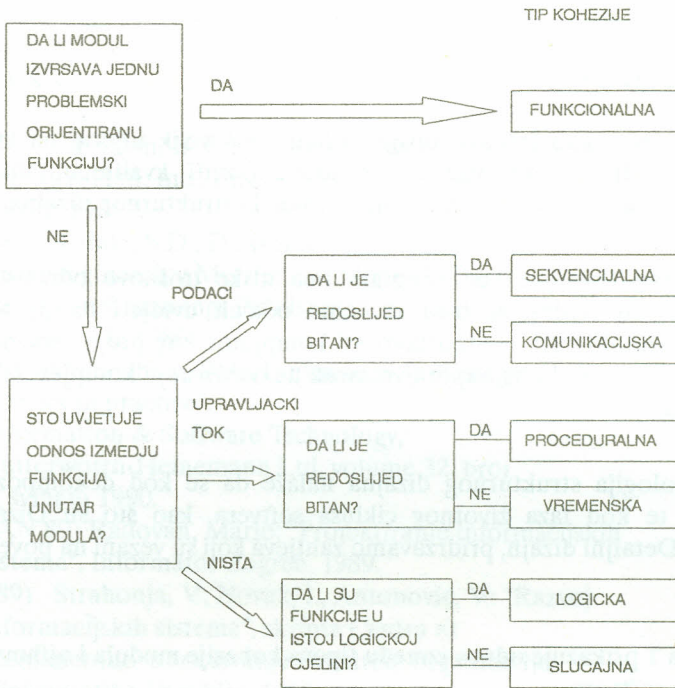 TIP KOHEZIJE
DA LI MODUL
IZVRSAVA JEDNU
PROBLEMSKI
ORIJENTIRANU
FUNKCIJU?
DA
FUNKCIONALNA
NE
PODACI
DA LI JE
REDOSLIJED
BITAN?
DA
SEKVENCIJALNA
NE
KOMUNIKACIJSKA
STO UVJETUJE
ODNOS IZMEDJU
FUNKCIJA
UNUTAR
MODULA?
UPRAVLJACKI
TOK
DA LI JE
REDOSLIJED
BITAN?
DA
PROCEDURALNA
NE
VREMENSKA
NISTA
DA LI SU
FUNKCIJE U
ISTOJ LOGICKOJ
CJELINI?
DA
LOGICKA
NE
SLUCAJNA